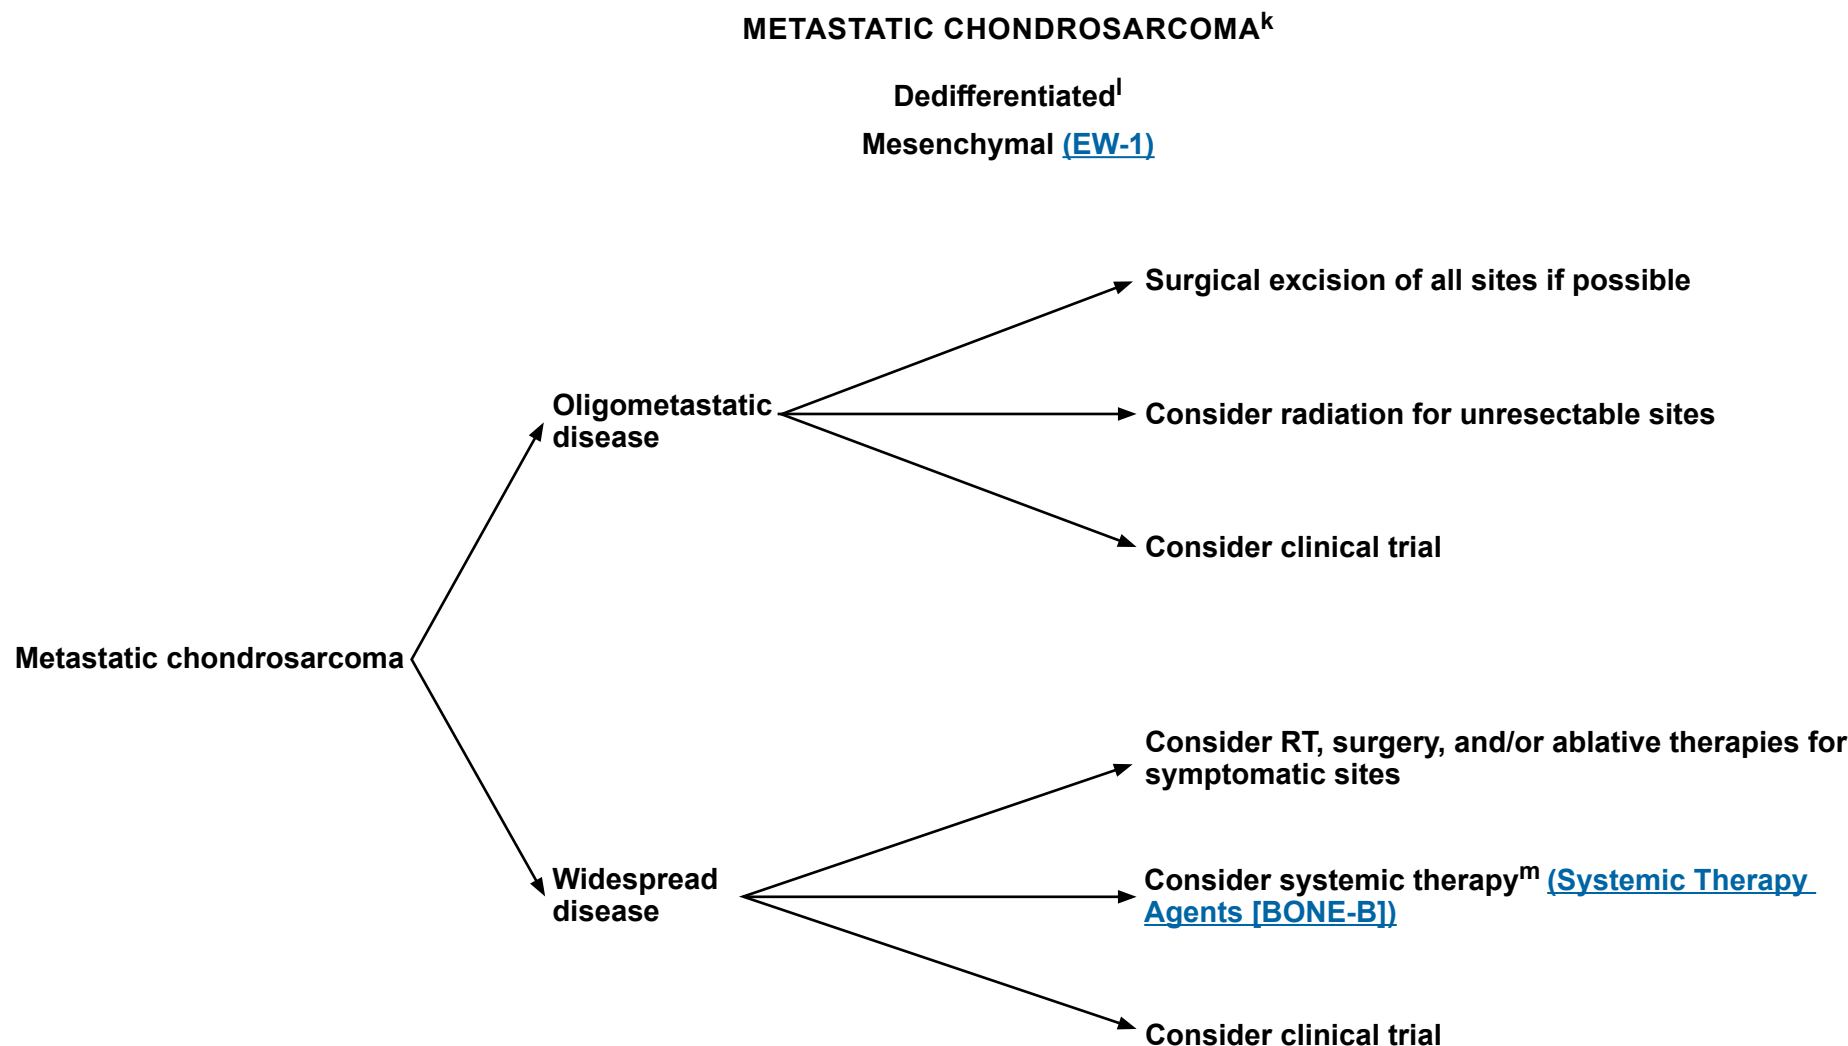 METASTATIC CHONDROSARCOMAᵏ
Dedifferentiatedˡ
Mesenchymal (EW-1)
Surgical excision of all sites if possible
Oligometastatic
disease
Consider radiation for unresectable sites
Consider clinical trial
Metastatic chondrosarcoma
Consider RT, surgery, and/or ablative therapies for
symptomatic sites
Widespread
disease
Consider systemic therapyᵐ (Systemic Therapy
Agents [BONE-B])
Consider clinical trial